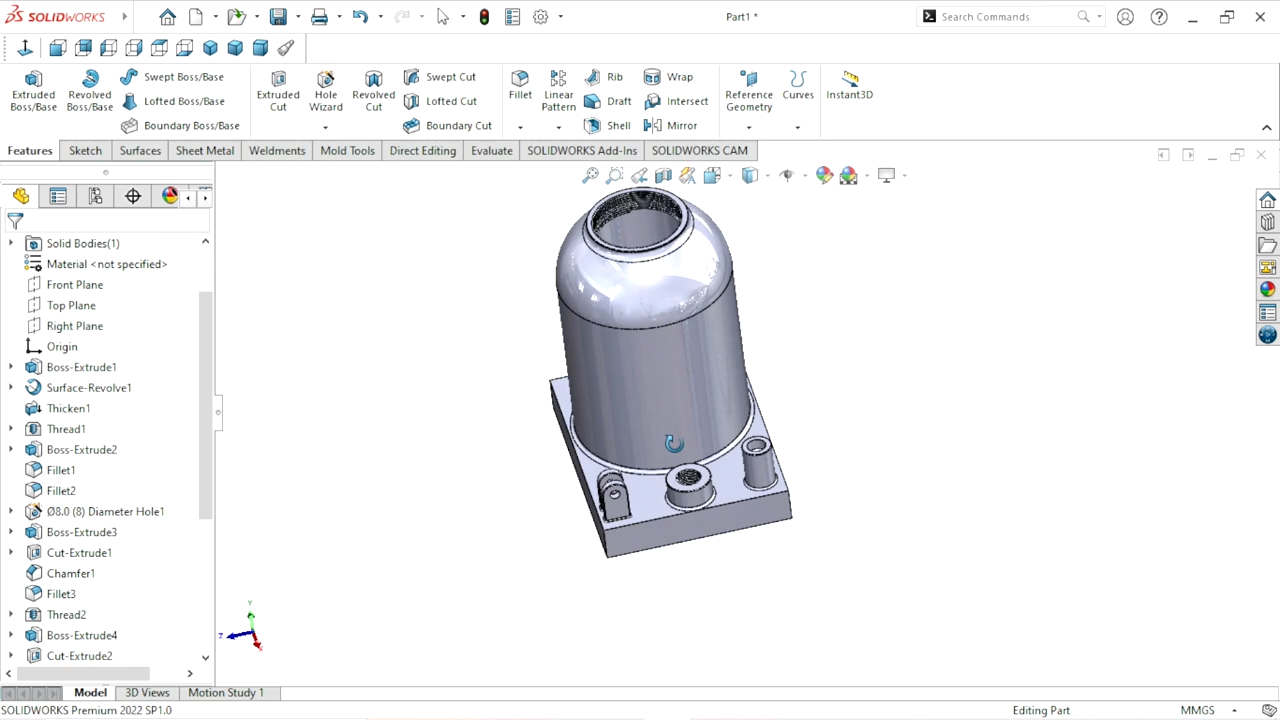 SOLIDWORKS
Part1 *
Search Commands
Extruded Boss/Base
Revolved Boss/Base
Swept Boss/Base
Lofted Boss/Base
Boundary Boss/Base
Extruded Cut
Hole Wizard
Revolved Cut
Swept Cut
Lofted Cut
Boundary Cut
Fillet
Linear Pattern
Rib
Draft
Shell
Wrap
Intersect
Mirror
Reference Geometry
Curves
Instant3D
Features
Sketch
Surfaces
Sheet Metal
Weldments
Mold Tools
Direct Editing
Evaluate
SOLIDWORKS Add-Ins
SOLIDWORKS CAM
Solid Bodies(1)
Material <not specified>
Front Plane
Top Plane
Right Plane
Origin
Boss-Extrude1
Surface-Revolve1
Thicken1
Thread1
Boss-Extrude2
Fillet1
Fillet2
Ø8.0 (8) Diameter Hole1
Boss-Extrude3
Cut-Extrude1
Chamfer1
Fillet3
Thread2
Boss-Extrude4
Cut-Extrude2
Y
Z
X
Model
3D Views
Motion Study 1
SOLIDWORKS Premium 2022 SP1.0
Editing Part
MMGS